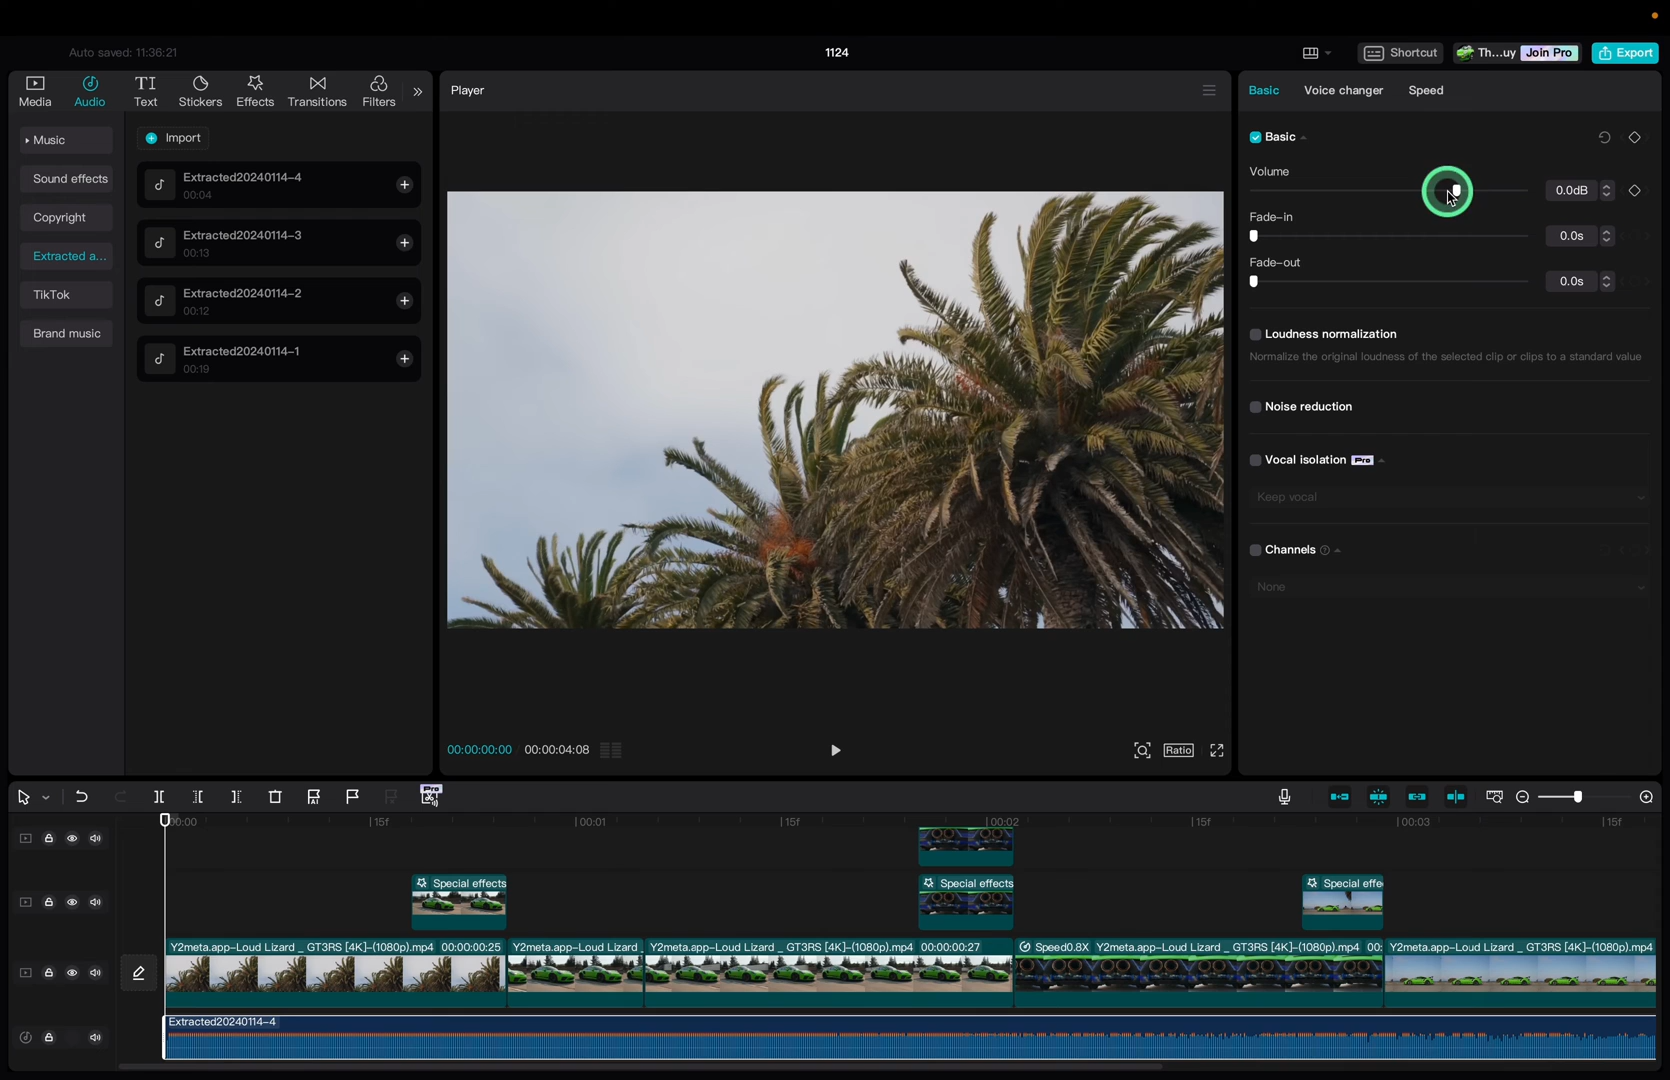 Auto saved: 11:36:21
1124
Shortcut
Th...uy
Join Pro
Export
Media
Audio
Text
Stickers
Effects
Transitions
Filters
Player
Basic
Voice changer
Speed
Music
Sound effects
Copyright
Extracted a...
TikTok
Brand music
Import
Extracted20240114-4
00:04
Extracted20240114-3
00:13
Extracted20240114-2
00:12
Extracted20240114-1
00:19
Basic
Volume
0.0dB
Fade-in
0.0s
Fade-out
0.0s
Loudness normalization
Normalize the original loudness of the selected clip or clips to a standard value
Noise reduction
Vocal isolation Pro
Keep vocal
Channels
None
00:00:00:00
00:00:04:08
Ratio
Pro
00:00
15f
00:01
15f
00:02
15f
00:03
15f
Special effects
Special effects
Special effe
Y2meta.app-Loud Lizard _ GT3RS [4K]-(1080p).mp4 00:00:00:25
Y2meta.app-Loud Lizard
Y2meta.app-Loud Lizard _ GT3RS [4K]-(1080p).mp4 00:00:00:27
Speed0.8X Y2meta.app-Loud Lizard _ GT3RS [4K]-(1080p).mp4 00:
Y2meta.app-Loud Lizard _ GT3RS [4K]-(1080p).mp4
Extracted20240114-4